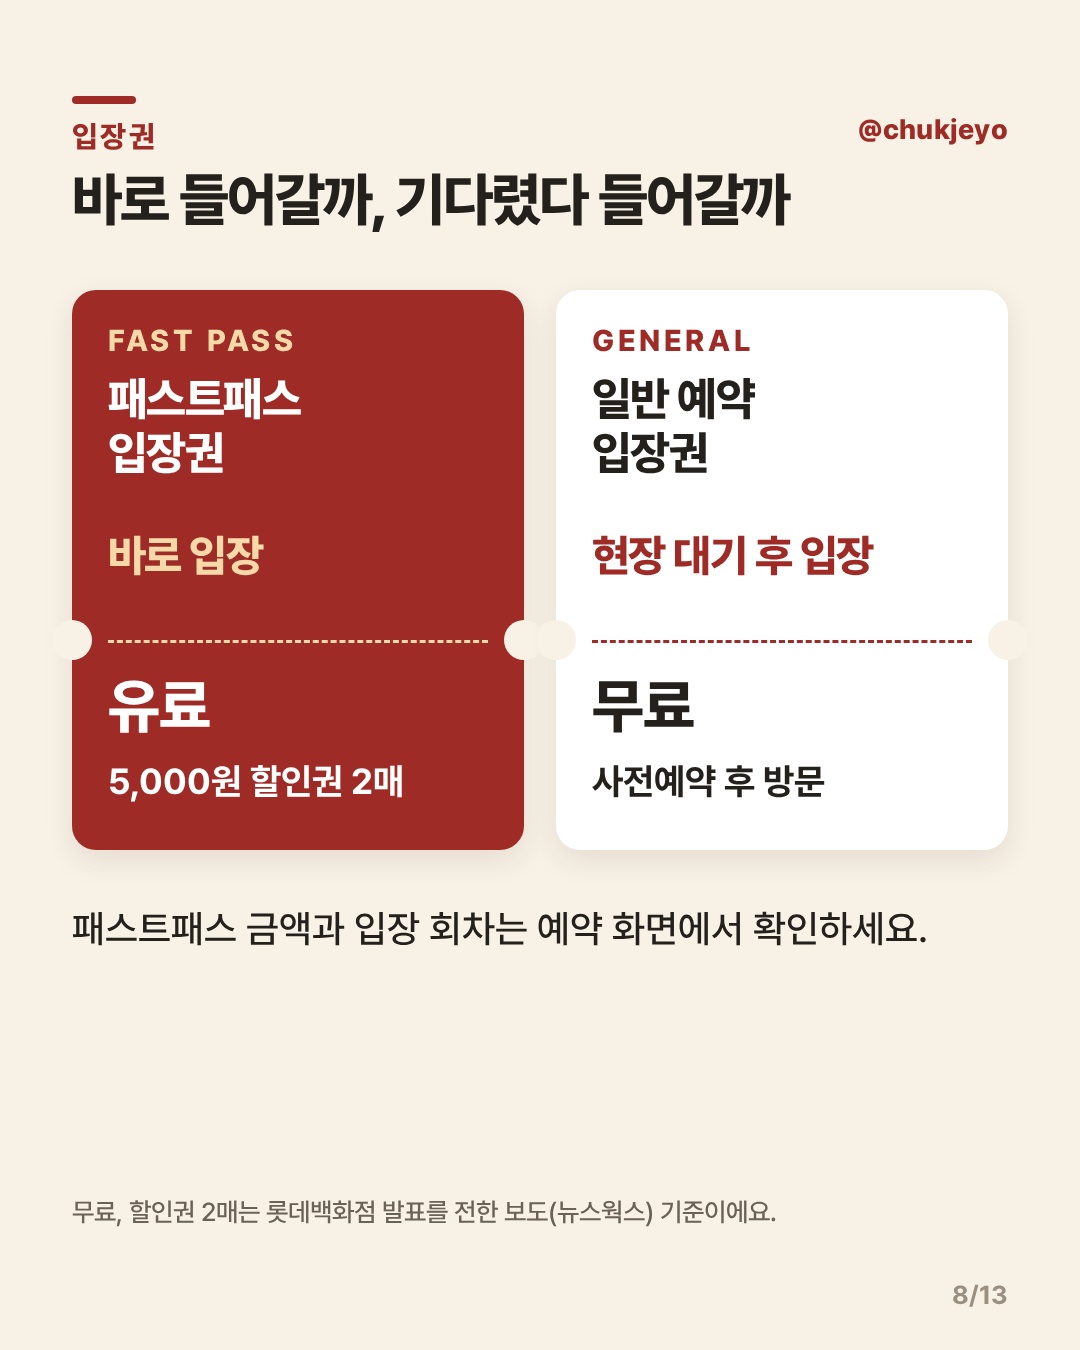 입장권
@chukjeyo
바로 들어갈까, 기다렸다 들어갈까
FAST PASS
패스트패스
입장권
바로 입장
유료
5,000원 할인권 2매
GENERAL
일반 예약
입장권
현장 대기 후 입장
무료
사전예약 후 방문
패스트패스 금액과 입장 회차는 예약 화면에서 확인하세요.
무료, 할인권 2매는 롯데백화점 발표를 전한 보도(뉴스웍스) 기준이에요.
8/13